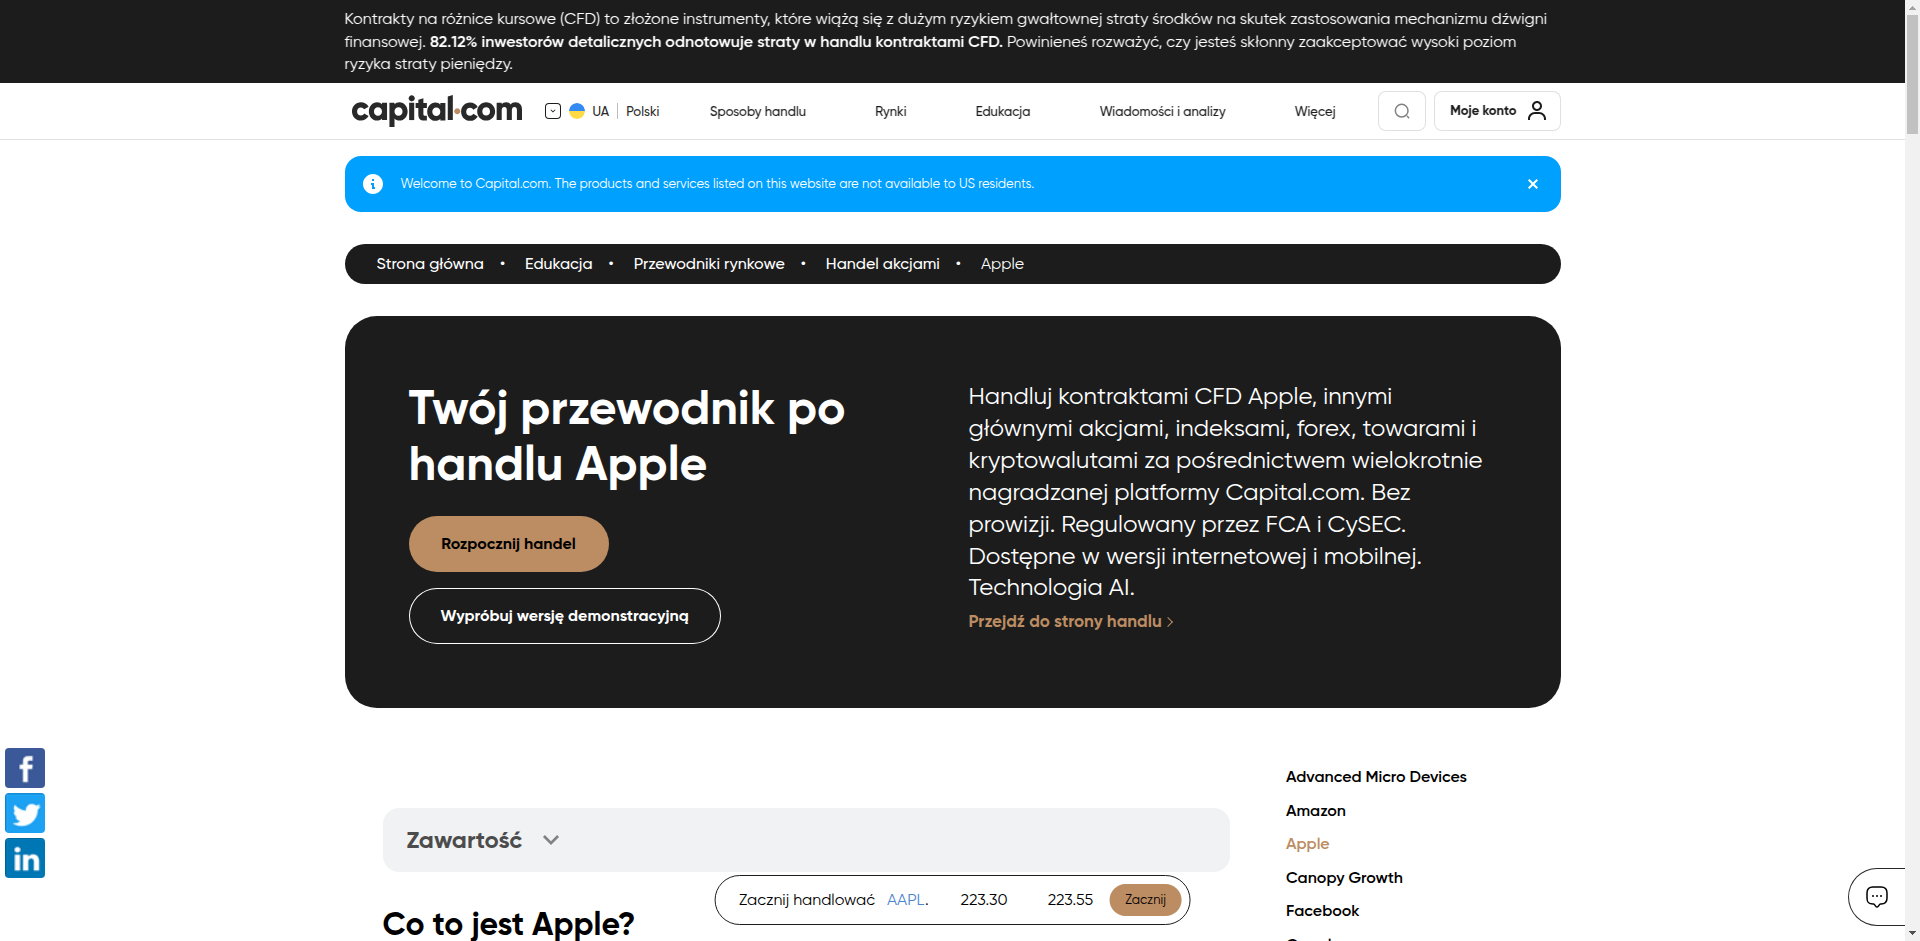 Kontrakty na różnice kursowe (CFD) to złożone instrumenty, które wiążą się z dużym ryzykiem gwałtownej straty środków na skutek zastosowania mechanizmu dźwigni
finansowej. 82.12% inwestorów detalicznych odnotowuje straty w handlu kontraktami CFD. Powinieneś rozważyć, czy jesteś skłonny zaakceptować wysoki poziom
ryzyka straty pieniędzy.
capital.com UA Polski Sposoby handlu Rynki Edukacja Wiadomości i analizy Więcej Moje konto
Welcome to Capital.com. The products and services listed on this website are not available to US residents.
Strona główna • Edukacja • Przewodniki rynkowe • Handel akcjami • Apple
Twój przewodnik po
handlu Apple
Rozpocznij handel
Wypróbuj wersję demonstracyjną
Handluj kontraktami CFD Apple, innymi
głównymi akcjami, indeksami, forex, towarami i
kryptowalutami za pośrednictwem wielokrotnie
nagradzanej platformy Capital.com. Bez
prowizji. Regulowany przez FCA i CySEC.
Dostępne w wersji internetowej i mobilnej.
Technologia AI.
Przejdź do strony handlu
Zawartość
Co to jest Apple?
Advanced Micro Devices
Amazon
Apple
Canopy Growth
Facebook
Zacznij handlować AAPL. 223.30 223.55 Zacznij